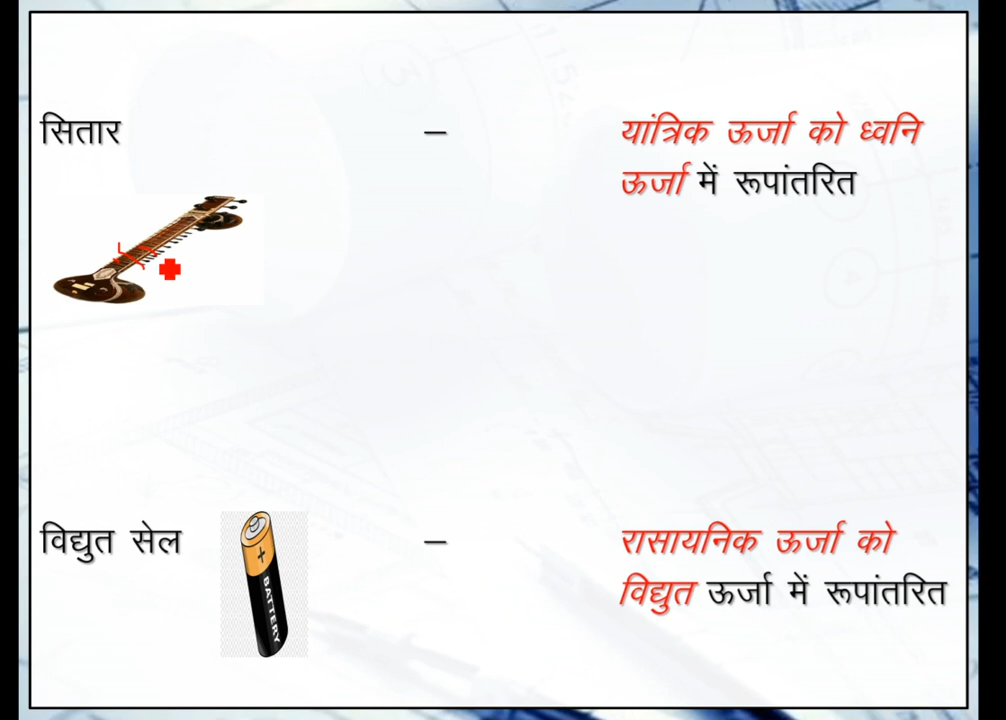 सितार – यांत्रिक ऊर्जा को ध्वनि
ऊर्जा में रूपांतरित
विद्युत सेल – रासायनिक ऊर्जा को
विद्युत ऊर्जा में रूपांतरित
BATTERY